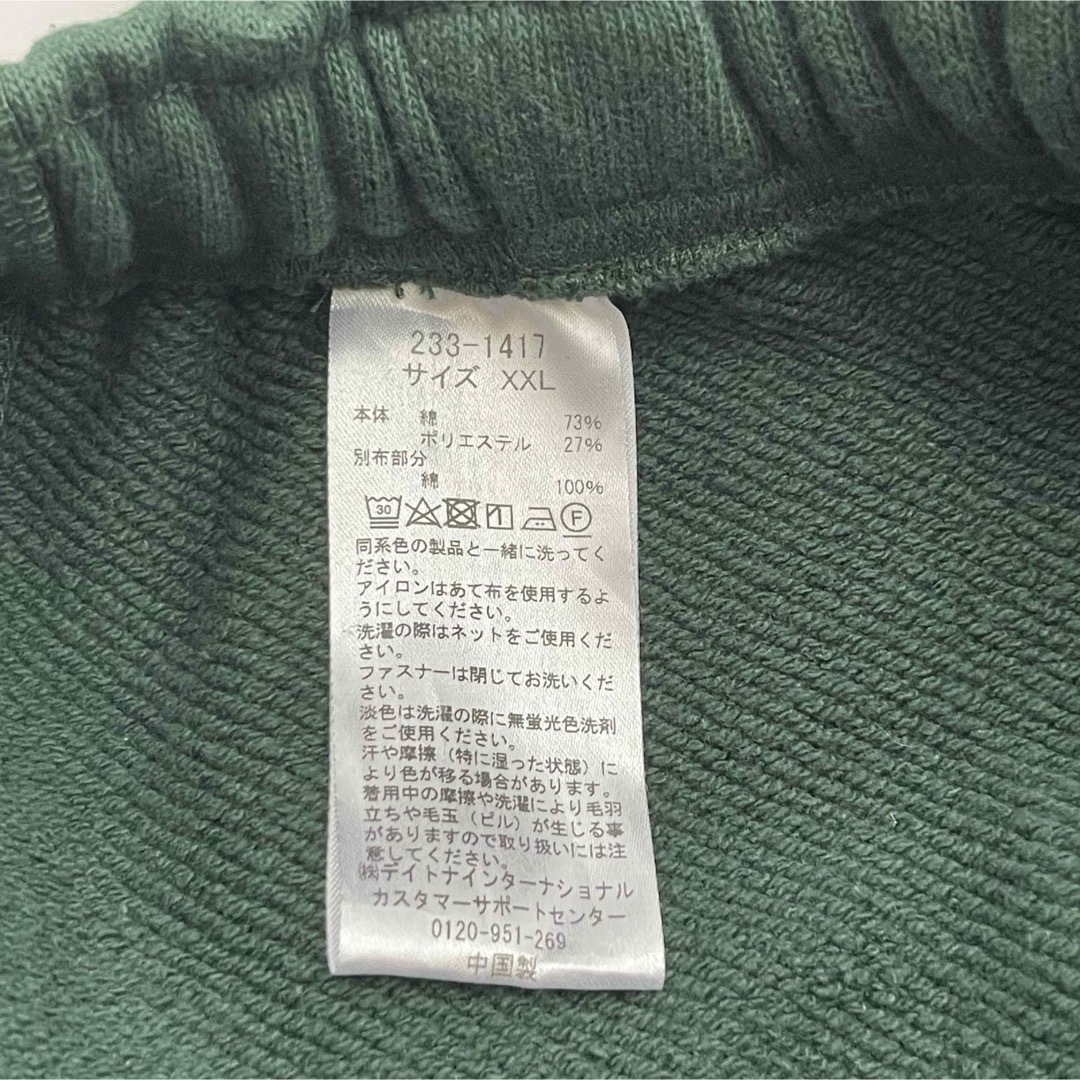 233-1417
サイズ XXL
本体 綿 73%
ポリエステル 27%
別布部分
綿 100%
30 F
同系色の製品と一緒に洗ってく
ださい。
アイロンはあて布を使用するよ
うにしてください。
洗濯の際はネットをご使用くだ
さい。
ファスナーは閉じてお洗いくだ
さい。
淡色は洗濯の際に無蛍光色洗剤
をご使用ください。
汗や摩擦（特に湿った状態）に
より色が移る場合があります。
着用中の摩擦や洗濯により毛羽
立ちや毛玉（ピル）が生じる事
がありますので取り扱いには注
意してください。
㈱デイトナインターナショナル
カスタマーサポートセンター
0120-951-269
中国製